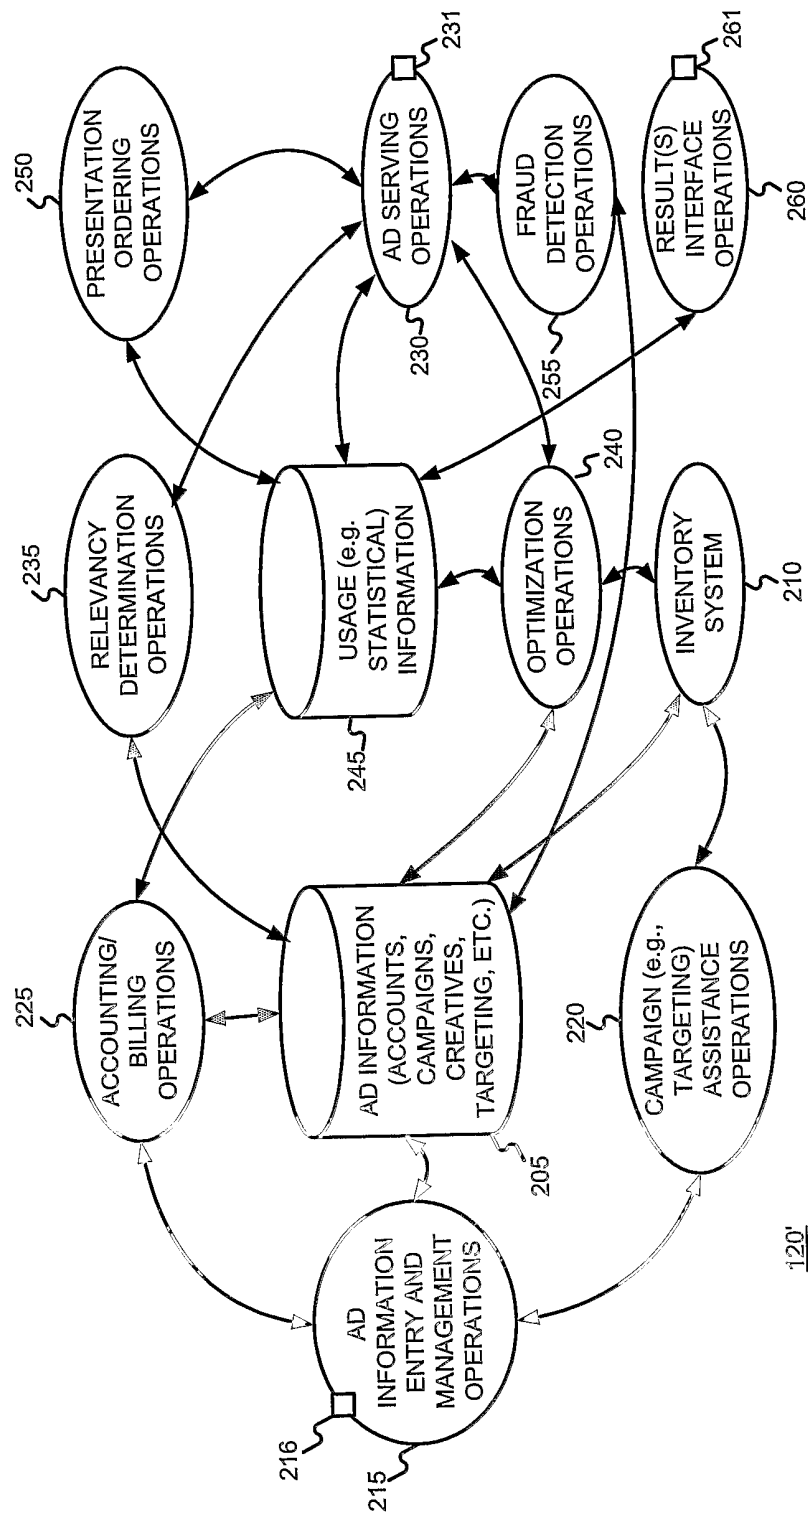 216
215
AD
INFORMATION
ENTRY AND
MANAGEMENT
OPERATIONS
225
ACCOUNTING/
BILLING
OPERATIONS
AD INFORMATION
(ACCOUNTS,
CAMPAIGNS,
CREATIVES,
TARGETING, ETC.)
205
220
CAMPAIGN (e.g.,
TARGETING)
ASSISTANCE
OPERATIONS
235
RELEVANCY
DETERMINATION
OPERATIONS
USAGE (e.g.
STATISTICAL)
INFORMATION
245
OPTIMIZATION
OPERATIONS
240
INVENTORY
SYSTEM
210
250
PRESENTATION
ORDERING
OPERATIONS
AD SERVING
OPERATIONS
231
230
FRAUD
DETECTION
OPERATIONS
255
RESULT(S)
INTERFACE
OPERATIONS
261
260
120'